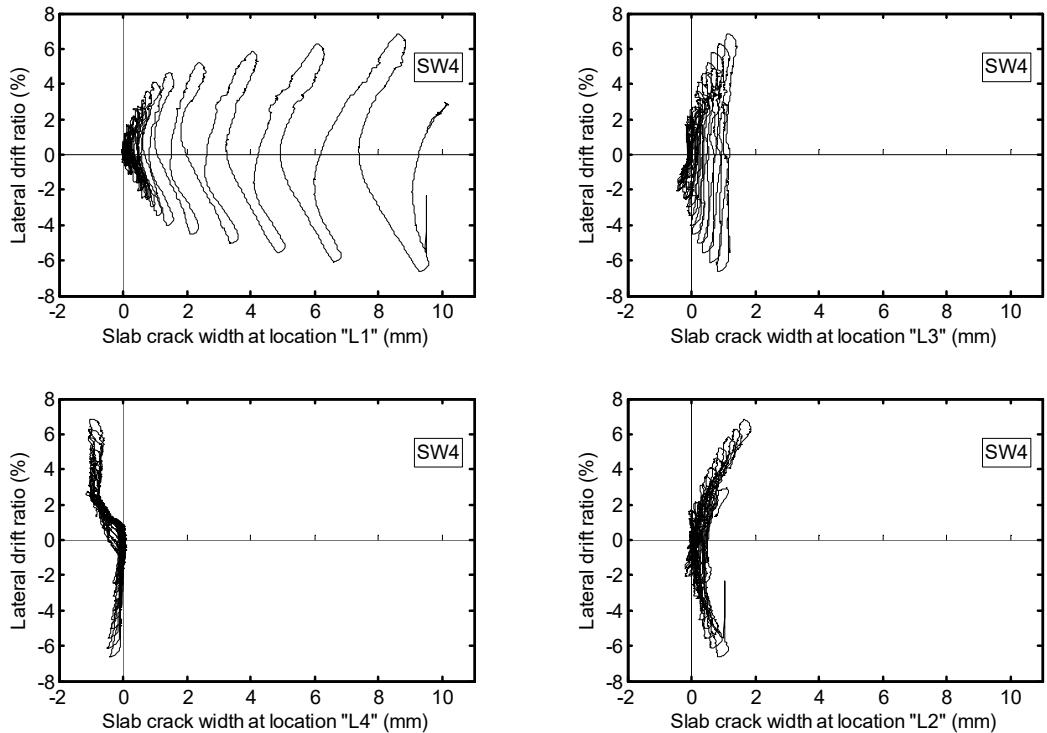 8
6
4
2
0
-2
-4
-6
-8
Lateral drift ratio (%)
SW4
-2 0 2 4 6 8 10
Slab crack width at location "L1" (mm)
8
6
4
2
0
-2
-4
-6
-8
Lateral drift ratio (%)
SW4
-2 0 2 4 6 8 10
Slab crack width at location "L3" (mm)
8
6
4
2
0
-2
-4
-6
-8
Lateral drift ratio (%)
SW4
-2 0 2 4 6 8 10
Slab crack width at location "L4" (mm)
8
6
4
2
0
-2
-4
-6
-8
Lateral drift ratio (%)
SW4
-2 0 2 4 6 8 10
Slab crack width at location "L2" (mm)